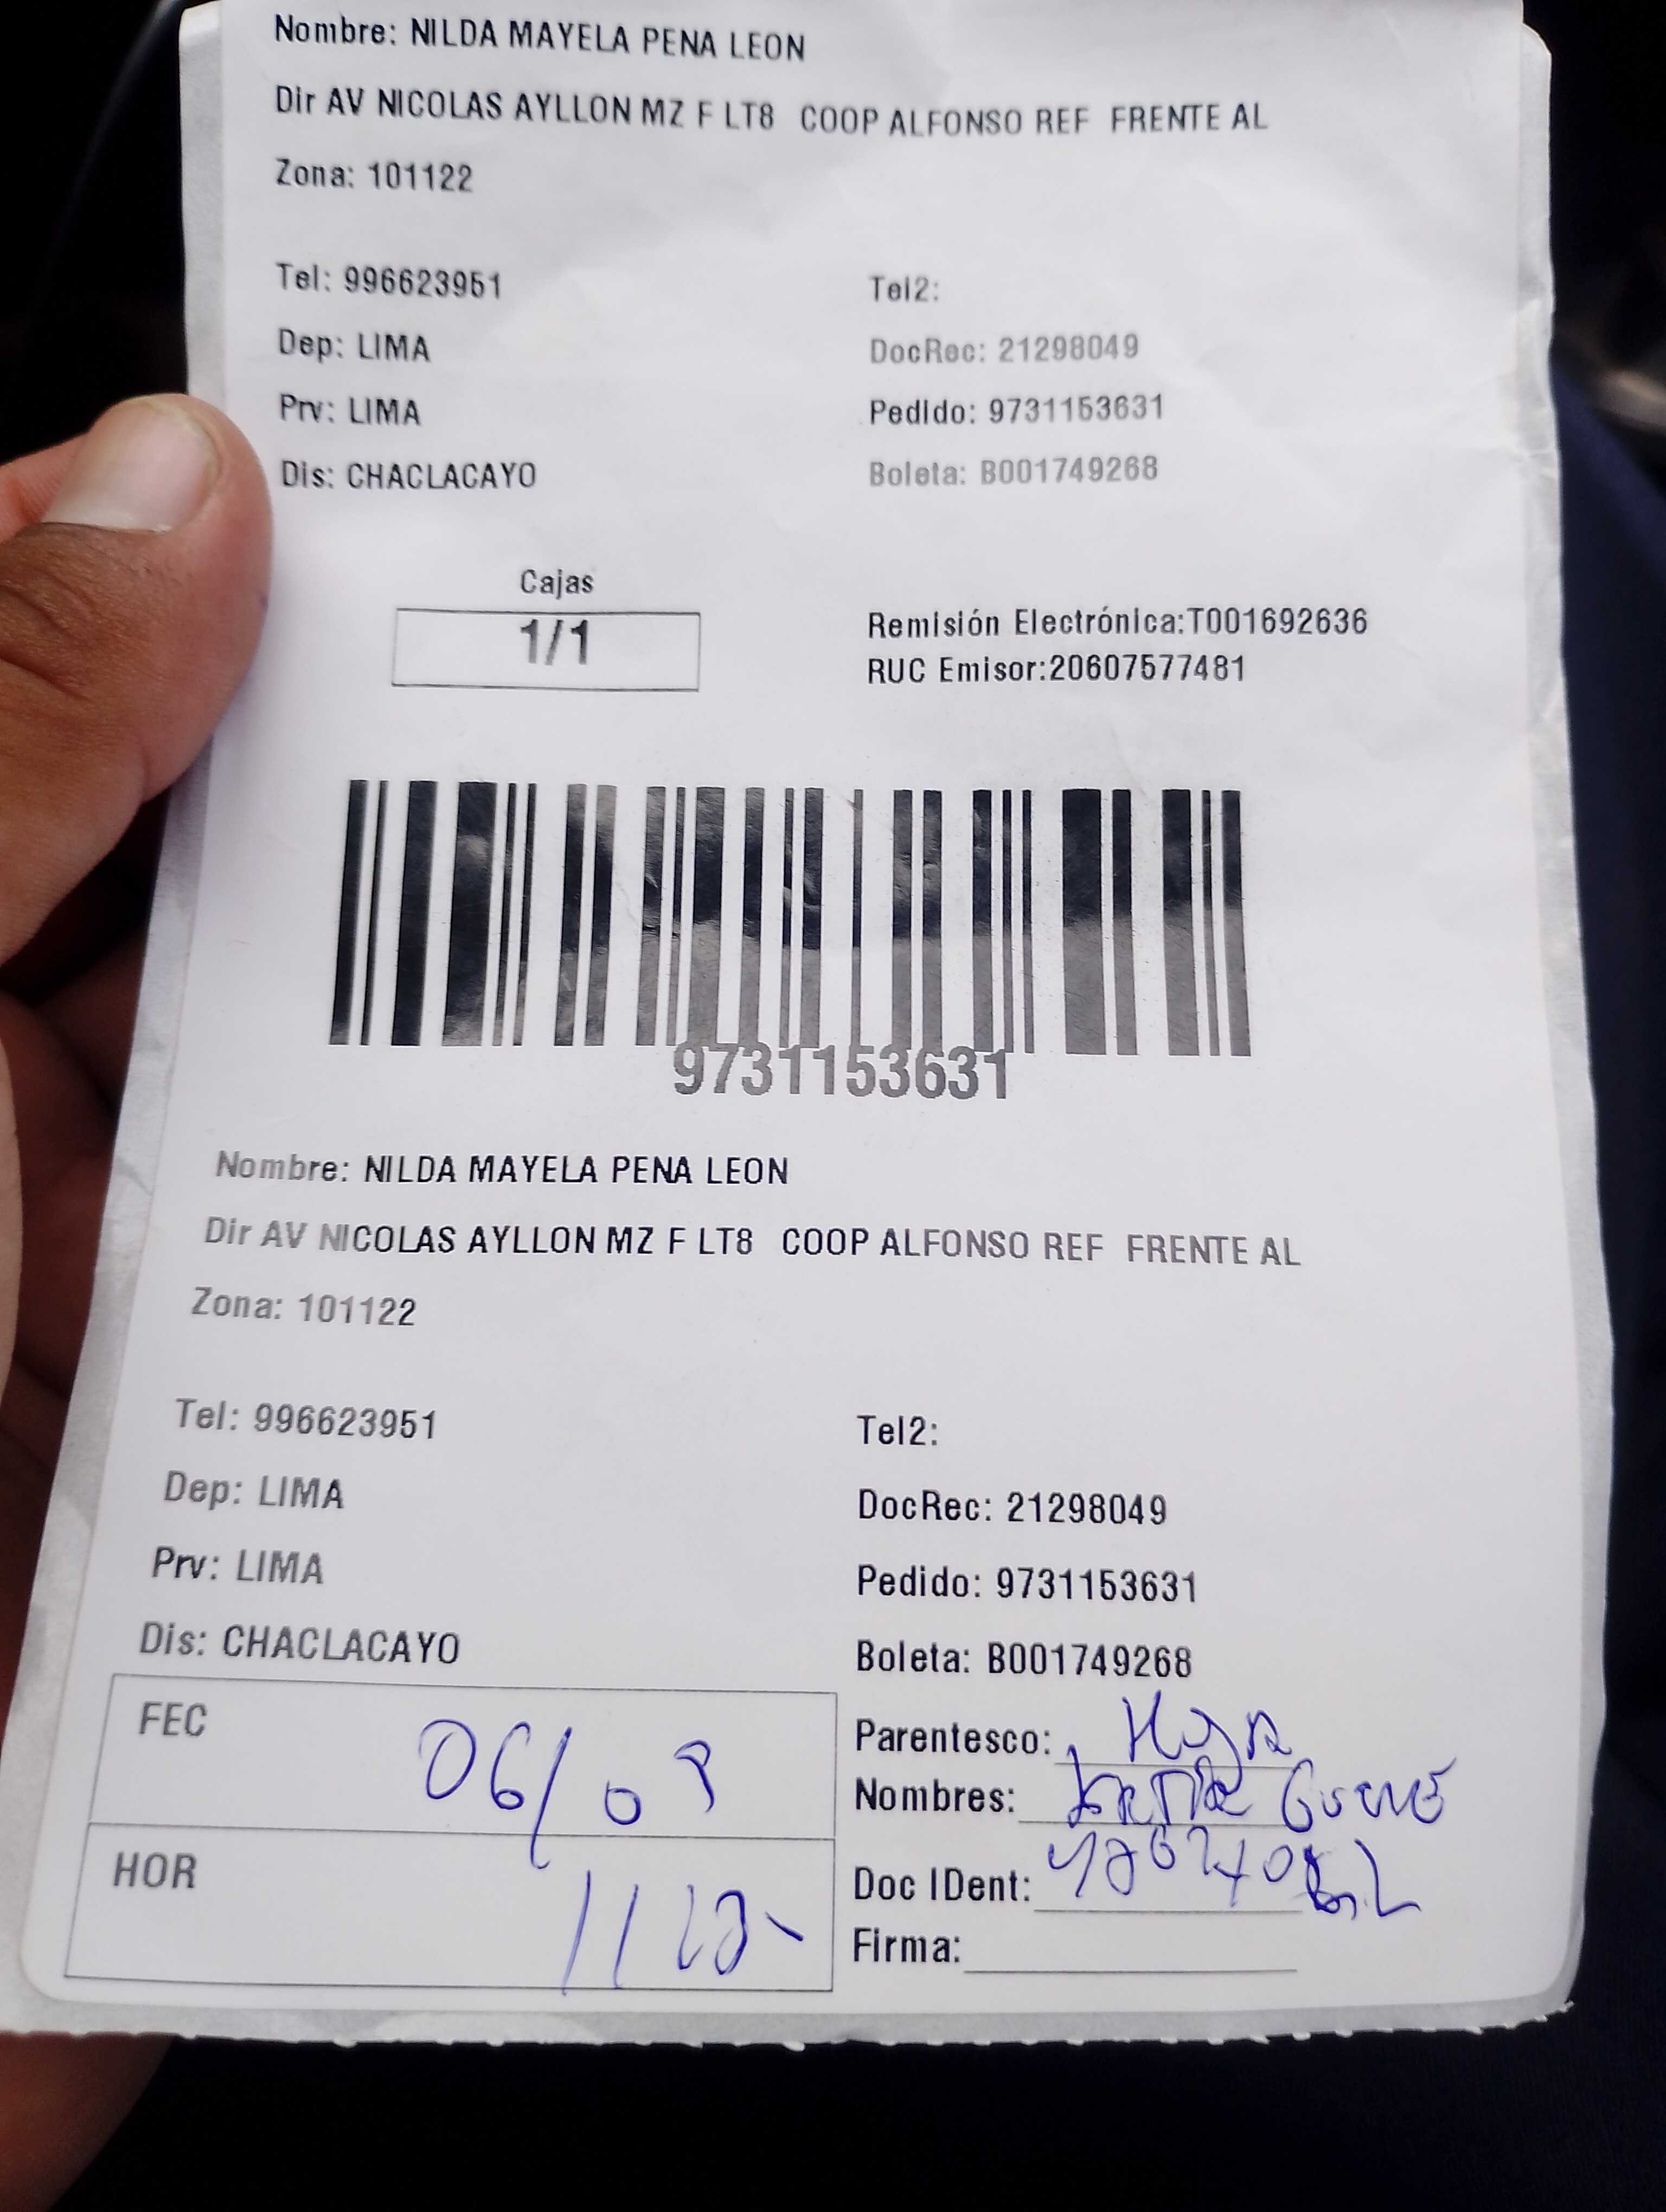 Nombre: NILDA MAYELA PENA LEON
Dir AV NICOLAS AYLLON MZ F LT8 COOP ALFONSO REF FRENTE AL
Zona: 101122
Tel: 996623951 Tel2:
Dep: LIMA DocRec: 21298049
Prv: LIMA Pedido: 9731153631
Dis: CHACLACAYO Boleta: B001749268
Cajas
1/1
Remisión Electrónica:T001692636
RUC Emisor:20607577481
9731153631
Nombre: NILDA MAYELA PENA LEON
Dir AV NICOLAS AYLLON MZ F LT8 COOP ALFONSO REF FRENTE AL
Zona: 101122
Tel: 996623951 Tel2:
Dep: LIMA DocRec: 21298049
Prv: LIMA Pedido: 9731153631
Dis: CHACLACAYO Boleta: B001749268
FEC 06/09
Parentesco: Hija
Nombres:
HOR
Doc IDent:
Firma: